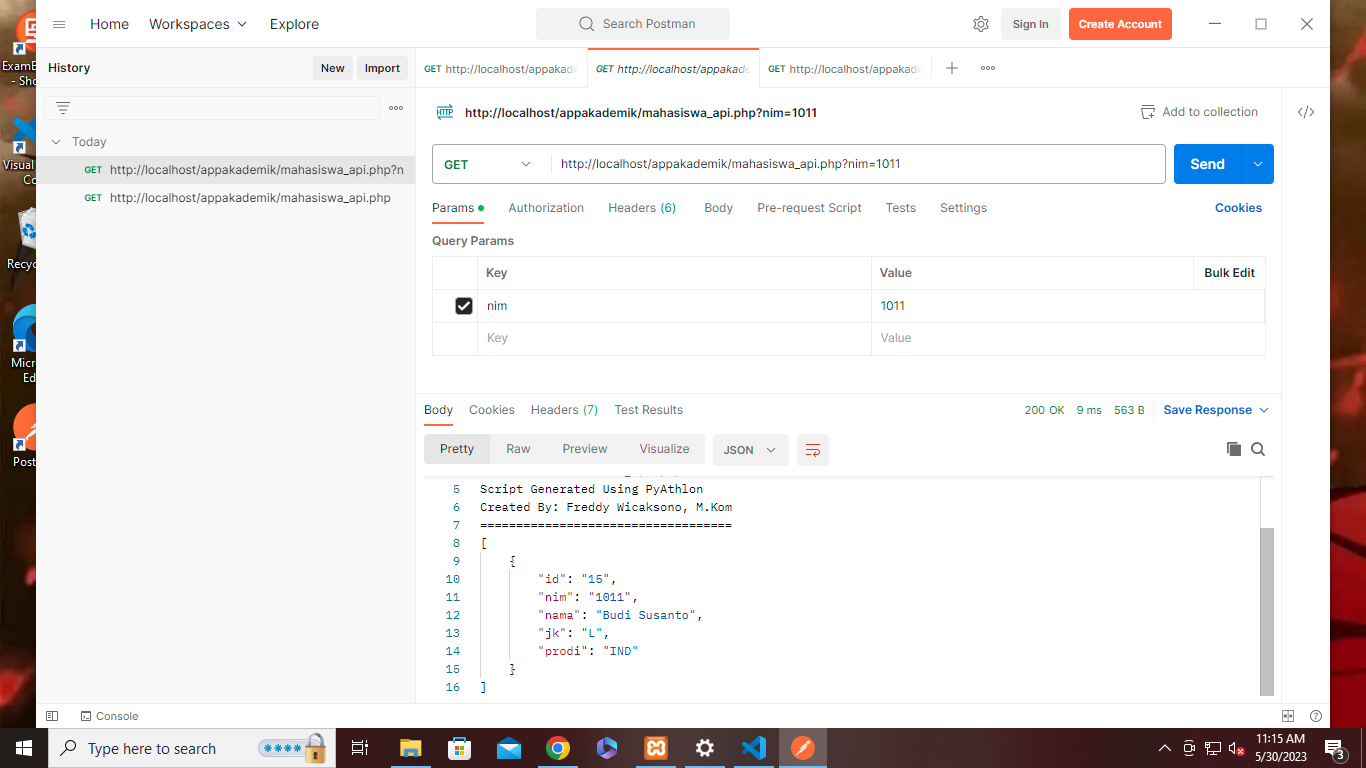 Home
Workspaces
Explore
Search Postman
Sign In
Create Account
ExamB
- Sho
Visual
Co
Recyc
Micr
Ed
Post
History
New
Import
Today
GET http://localhost/appakademik/mahasiswa_api.php?n
GET http://localhost/appakademik/mahasiswa_api.php
GET http://localhost/appakade
GET http://localhost/appakade
GET http://localhost/appakade
HTTP
http://localhost/appakademik/mahasiswa_api.php?nim=1011
Add to collection
GET
http://localhost/appakademik/mahasiswa_api.php?nim=1011
Send
Params
Authorization
Headers (6)
Body
Pre-request Script
Tests
Settings
Cookies
Query Params
Key Value Bulk Edit
nim 1011
Key Value
Body
Cookies
Headers (7)
Test Results
200 OK 9 ms 563 B
Save Response
Pretty
Raw
Preview
Visualize
JSON
5 Script Generated Using PyAthlon
6 Created By: Freddy Wicaksono, M.Kom
7 ===================================
8 [
9 {
10 "id": "15",
11 "nim": "1011",
12 "nama": "Budi Susanto",
13 "jk": "L",
14 "prodi": "IND"
15 }
16 ]
Console
Type here to search
11:15 AM
5/30/2023
3